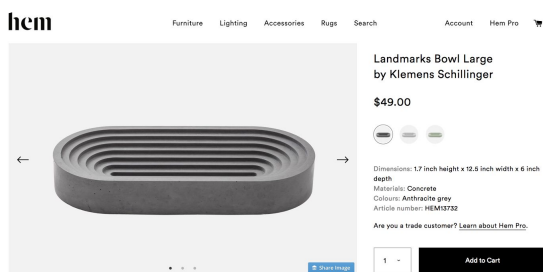 hem
Furniture Lighting Accessories Rugs Search Account Hem Pro
Landmarks Bowl Large
by Klemens Schillinger
$49.00
Dimensions: 1.7 inch height x 12.5 inch width x 6 inch
depth
Materials: Concrete
Colours: Anthracite grey
Article number: HEM13732
Are you a trade customer? Learn about Hem Pro.
1 - Add to Cart
Share Image